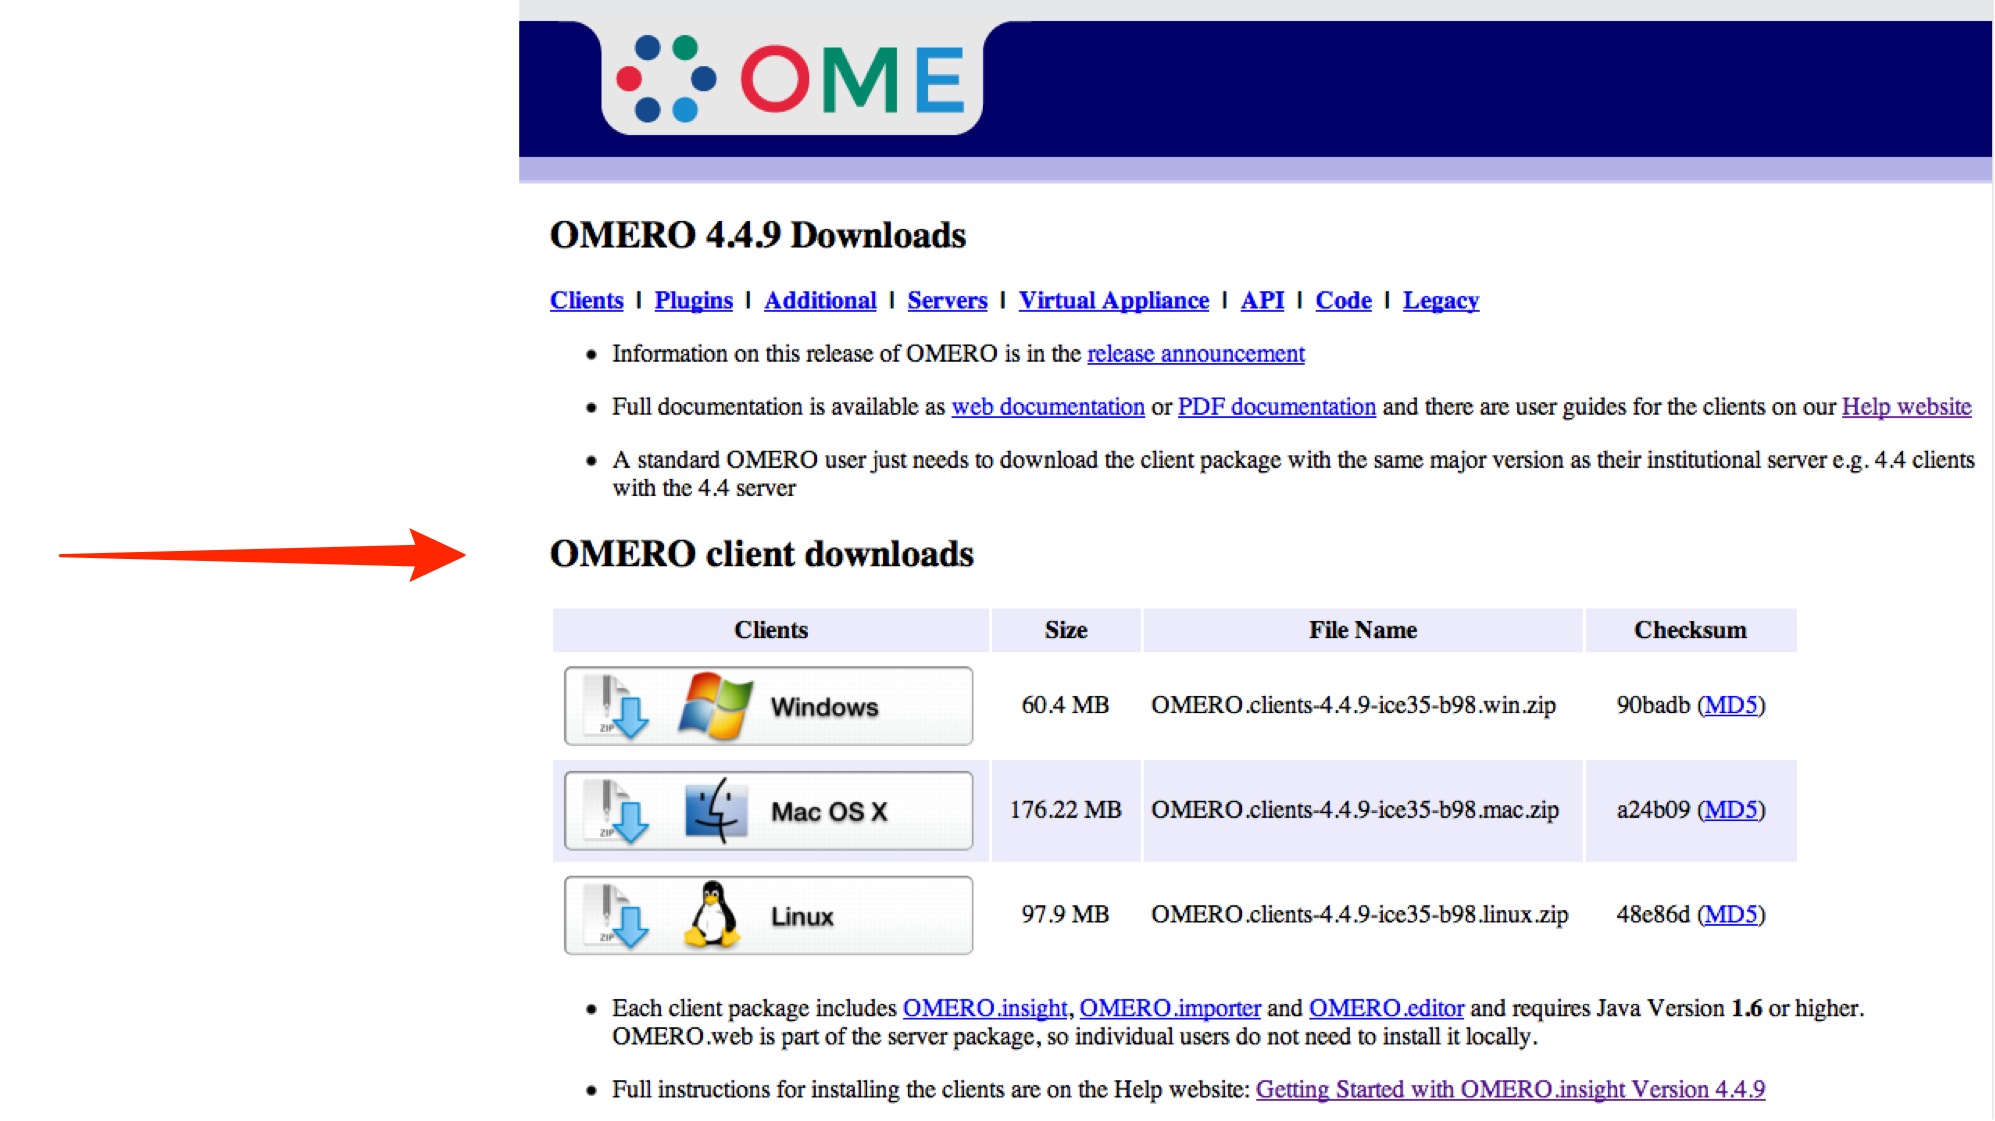 OME
OMERO 4.4.9 Downloads
Clients | Plugins | Additional | Servers | Virtual Appliance | API | Code | Legacy
• Information on this release of OMERO is in the release announcement
• Full documentation is available as web documentation or PDF documentation and there are user guides for the clients on our Help website
• A standard OMERO user just needs to download the client package with the same major version as their institutional server e.g. 4.4 clients
with the 4.4 server
OMERO client downloads
Clients Size File Name Checksum
ZIP Windows 60.4 MB OMERO.clients-4.4.9-ice35-b98.win.zip 90badb (MD5)
ZIP Mac OS X 176.22 MB OMERO.clients-4.4.9-ice35-b98.mac.zip a24b09 (MD5)
ZIP Linux 97.9 MB OMERO.clients-4.4.9-ice35-b98.linux.zip 48e86d (MD5)
• Each client package includes OMERO.insight, OMERO.importer and OMERO.editor and requires Java Version 1.6 or higher.
OMERO.web is part of the server package, so individual users do not need to install it locally.
• Full instructions for installing the clients are on the Help website: Getting Started with OMERO.insight Version 4.4.9